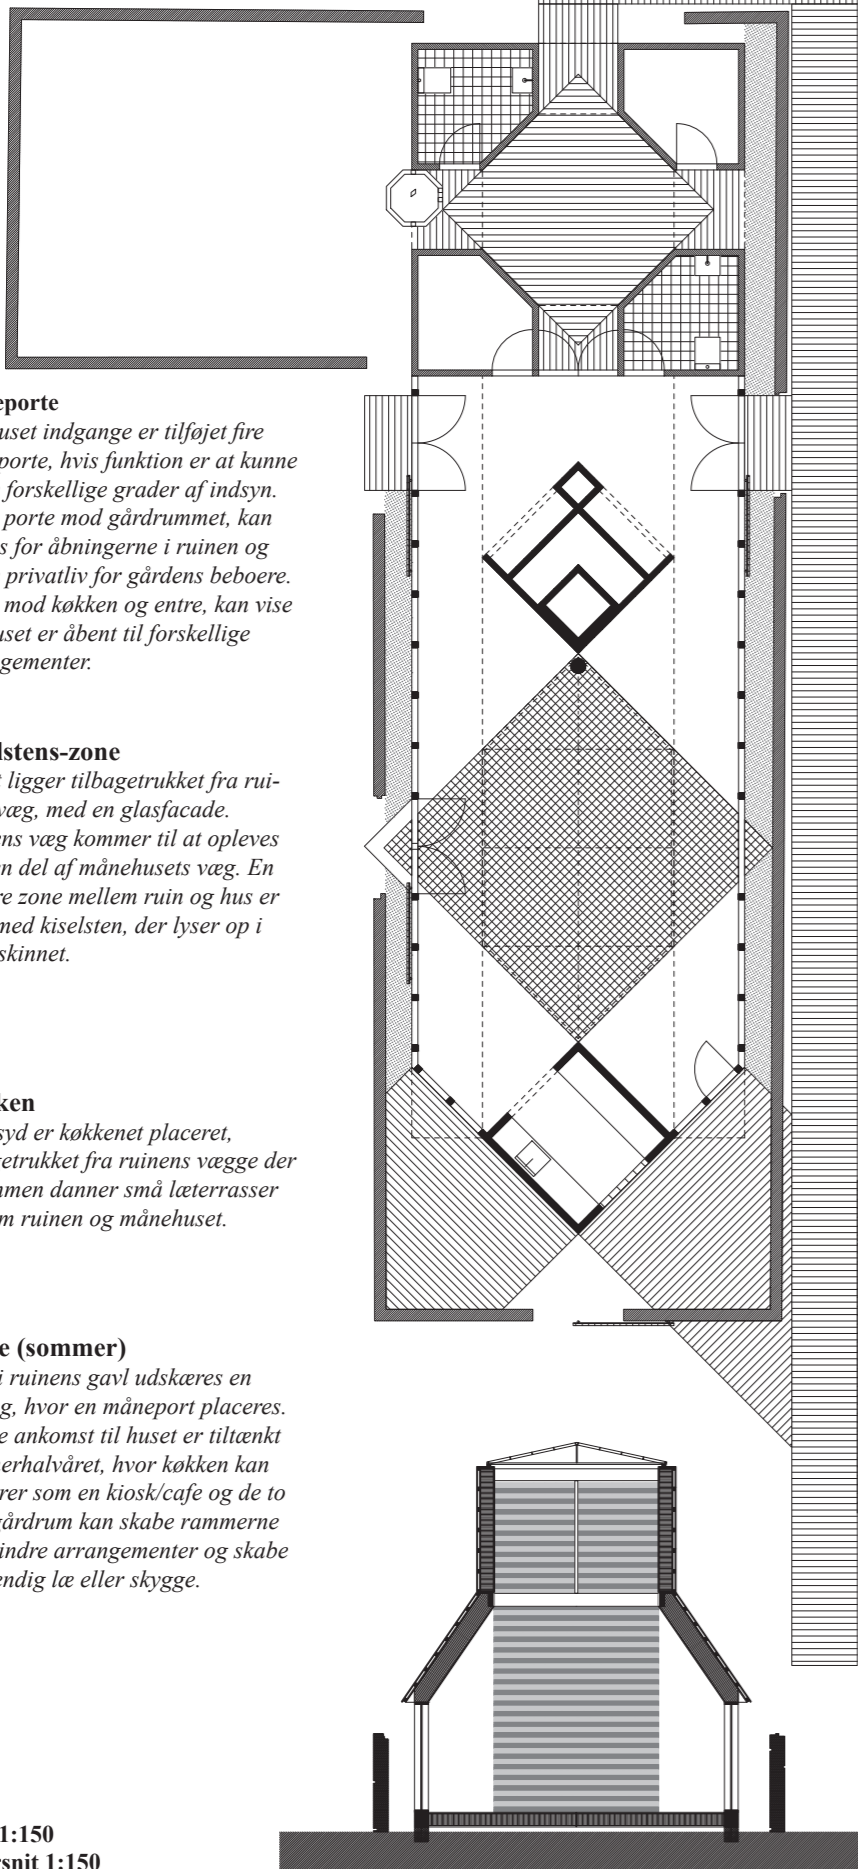 eporte
uset indgange er tilføjet fire
porte, hvis funktion er at kunne
forskellige grader af indsyn.
porte mod gårdrummet, kan
s for åbningerne i ruinen og
privatliv for gårdens beboere.
mod køkken og entre, kan vise
uset er åbent til forskellige
gementer.
lstens-zone
t ligger tilbagetrukket fra rui-
væg, med en glasfacade.
ens væg kommer til at opleves
n del af månehusets væg. En
re zone mellem ruin og hus er
med kiselsten, der lyser op i
skinnet.
ken
syd er køkkenet placeret,
getrukket fra ruinens vægge der
mmen danner små læterrasser
m ruinen og månehuset.
e (sommer)
i ruinens gavl udskæres en
g, hvor en måneport placeres.
e ankomst til huset er tiltænkt
nerhalvåret, hvor køkken kan
rer som en kiosk/cafe og de to
gårdrum kan skabe rammerne
indre arrangementer og skabe
endig læ eller skygge.
1:150
rsnit 1:150